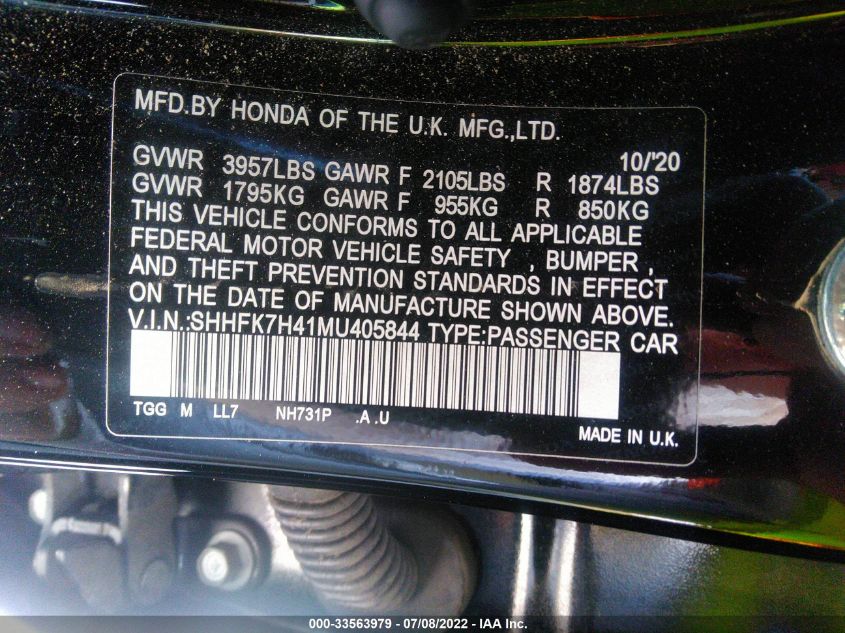 MFD.BY HONDA OF THE U.K. MFG.,LTD.
10/'20
GVWR 3957LBS GAWR F 2105LBS R 1874LBS
GVWR 1795KG GAWR F 955KG R 850KG
THIS VEHICLE CONFORMS TO ALL APPLICABLE
FEDERAL MOTOR VEHICLE SAFETY , BUMPER ,
AND THEFT PREVENTION STANDARDS IN EFFECT
ON THE DATE OF MANUFACTURE SHOWN ABOVE.
V.I.N.:SHHFK7H41MU405844 TYPE:PASSENGER CAR
TGG M LL7 NH731P .A .U
MADE IN U.K.
000-33563979 - 07/08/2022 - IAA Inc.